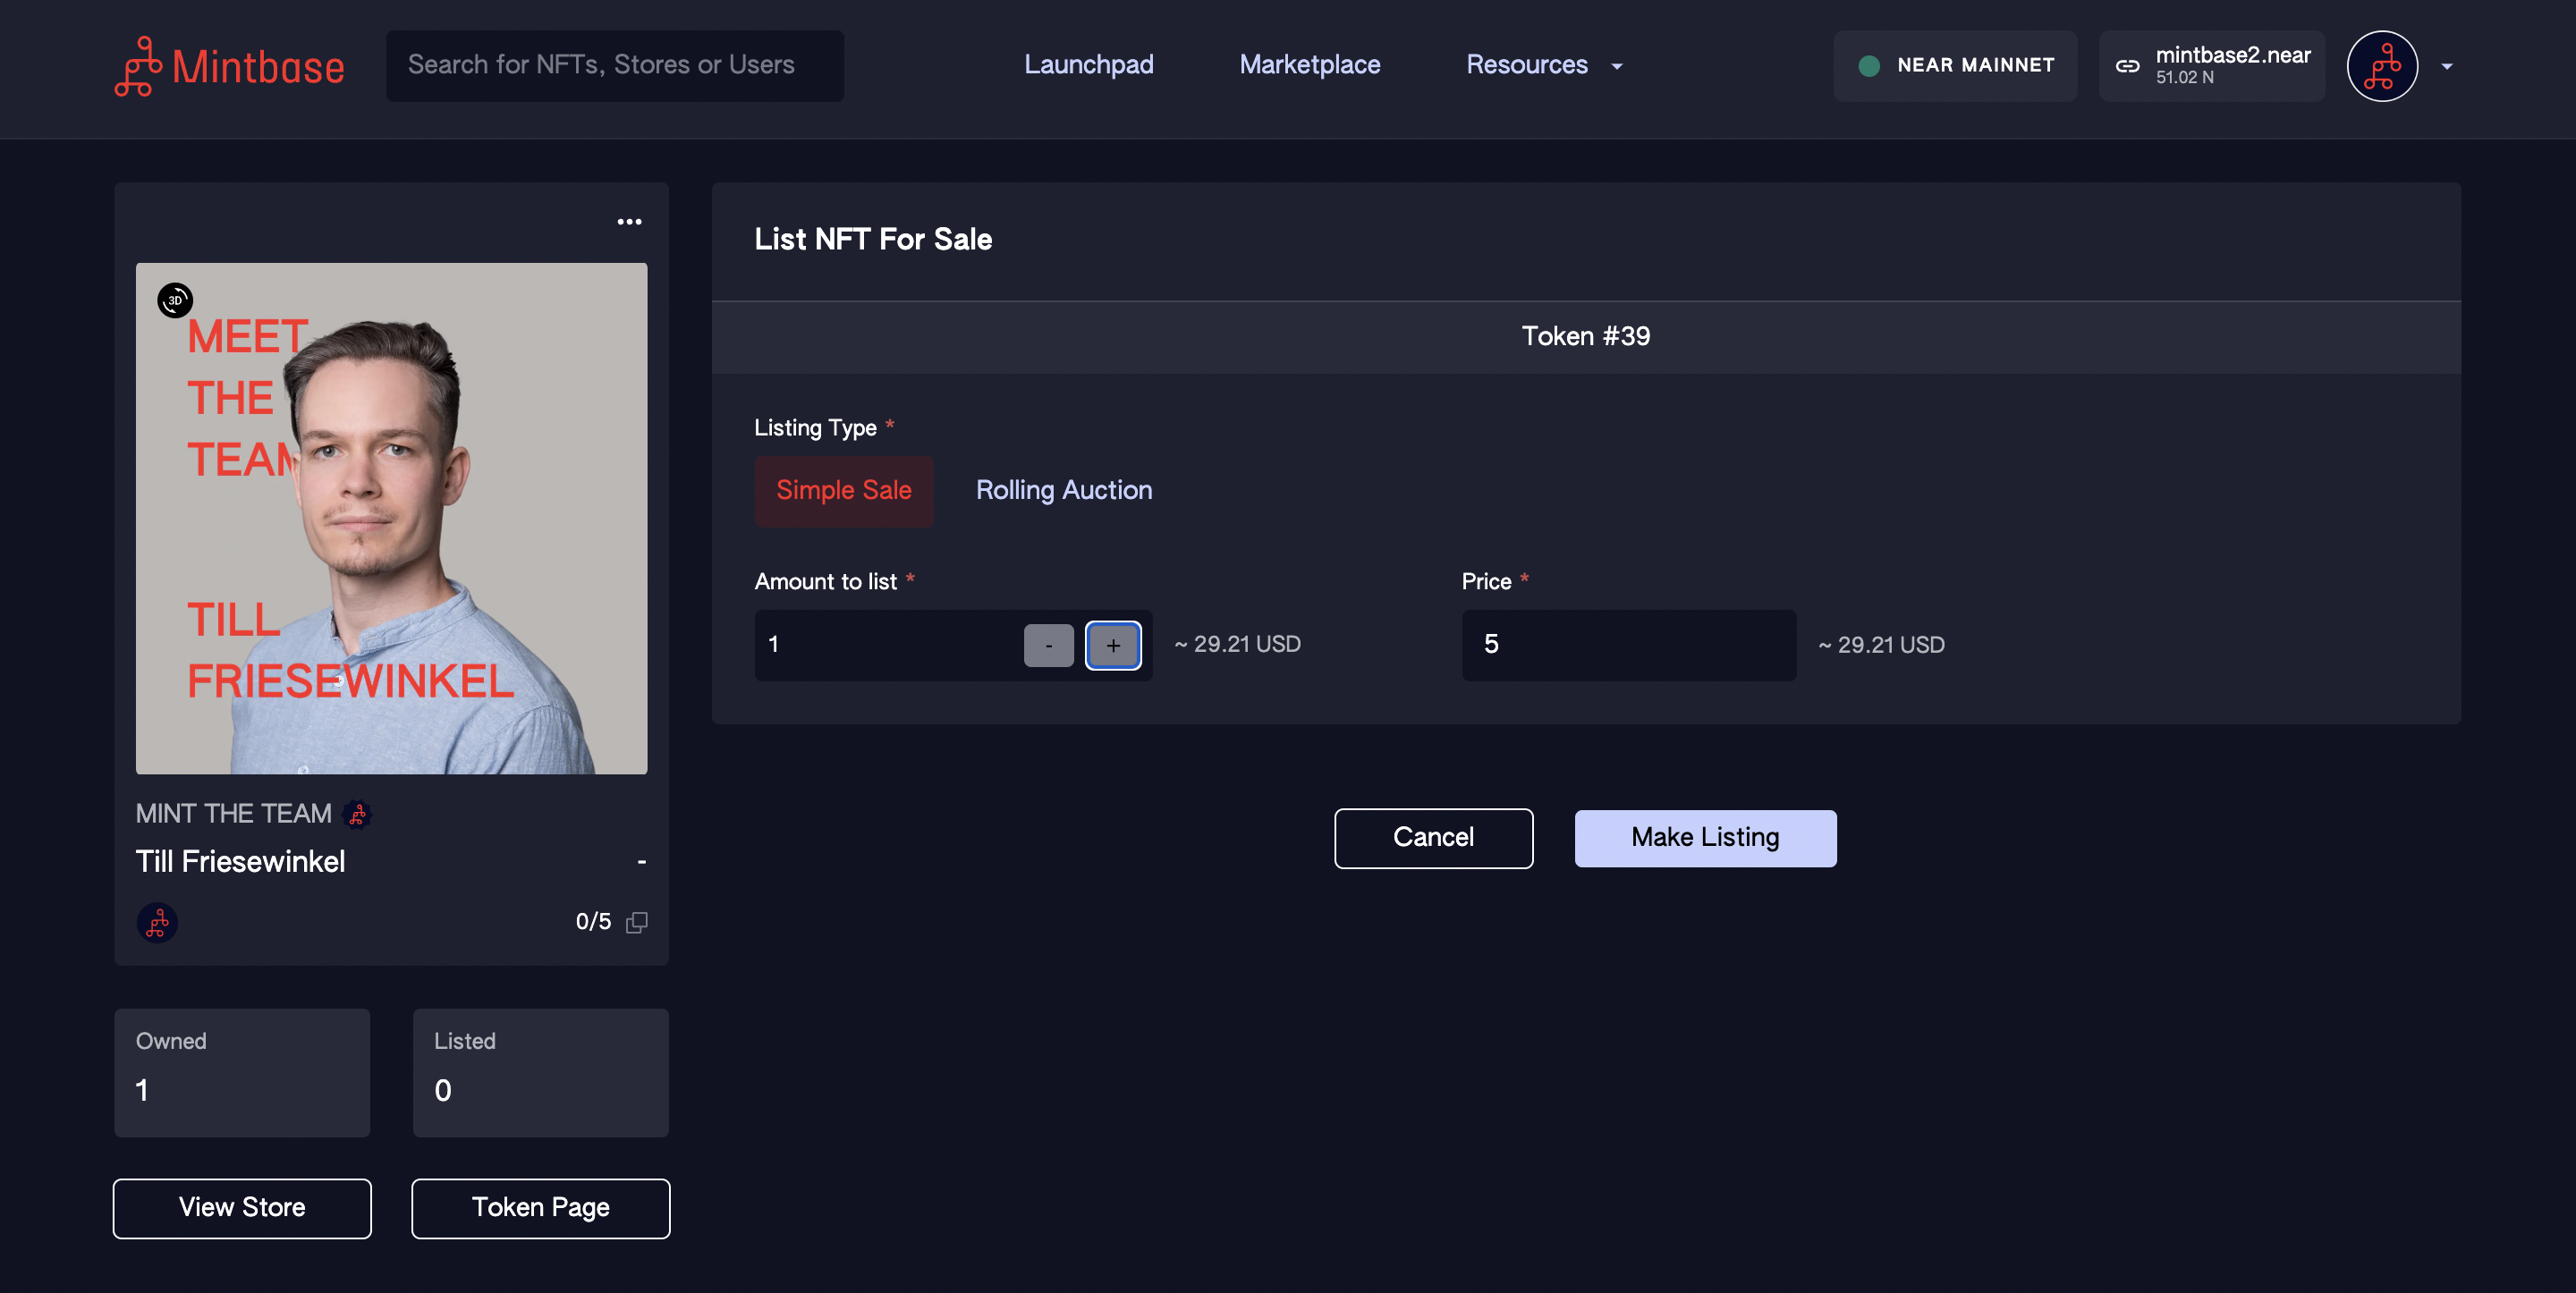 Mintbase
Search for NFTs, Stores or Users
Launchpad
Marketplace
Resources
NEAR MAINNET
mintbase2.near
51.02 N
3D
MEET
THE
TEAM
TILL
FRIESEWINKEL
MINT THE TEAM
Till Friesewinkel -
0/5
Owned
1
Listed
0
View Store
Token Page
List NFT For Sale
Token #39
Listing Type *
Simple Sale
Rolling Auction
Amount to list *
1 - + ~ 29.21 USD
Price *
5 ~ 29.21 USD
Cancel
Make Listing